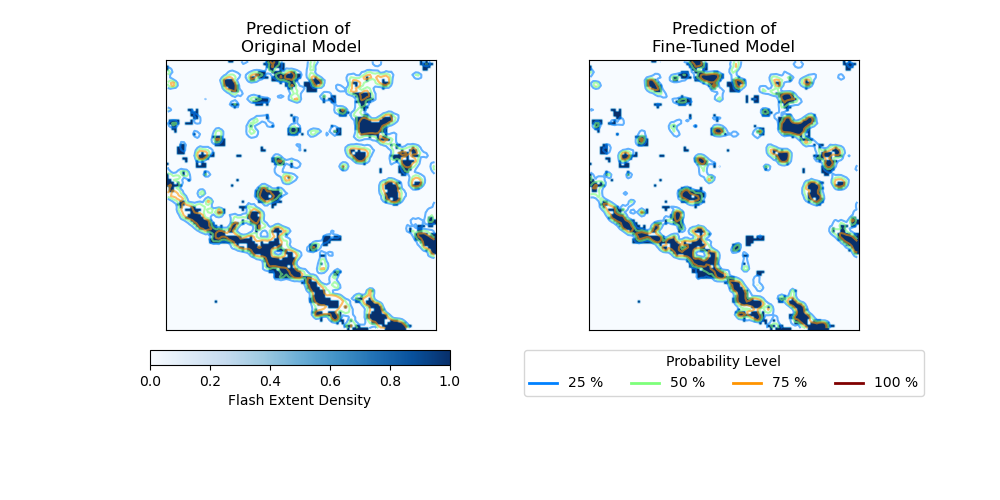 Prediction of
Original Model
Prediction of
Fine-Tuned Model
0.0 0.2 0.4 0.6 0.8 1.0
Flash Extent Density
Probability Level
25 % 50 % 75 % 100 %